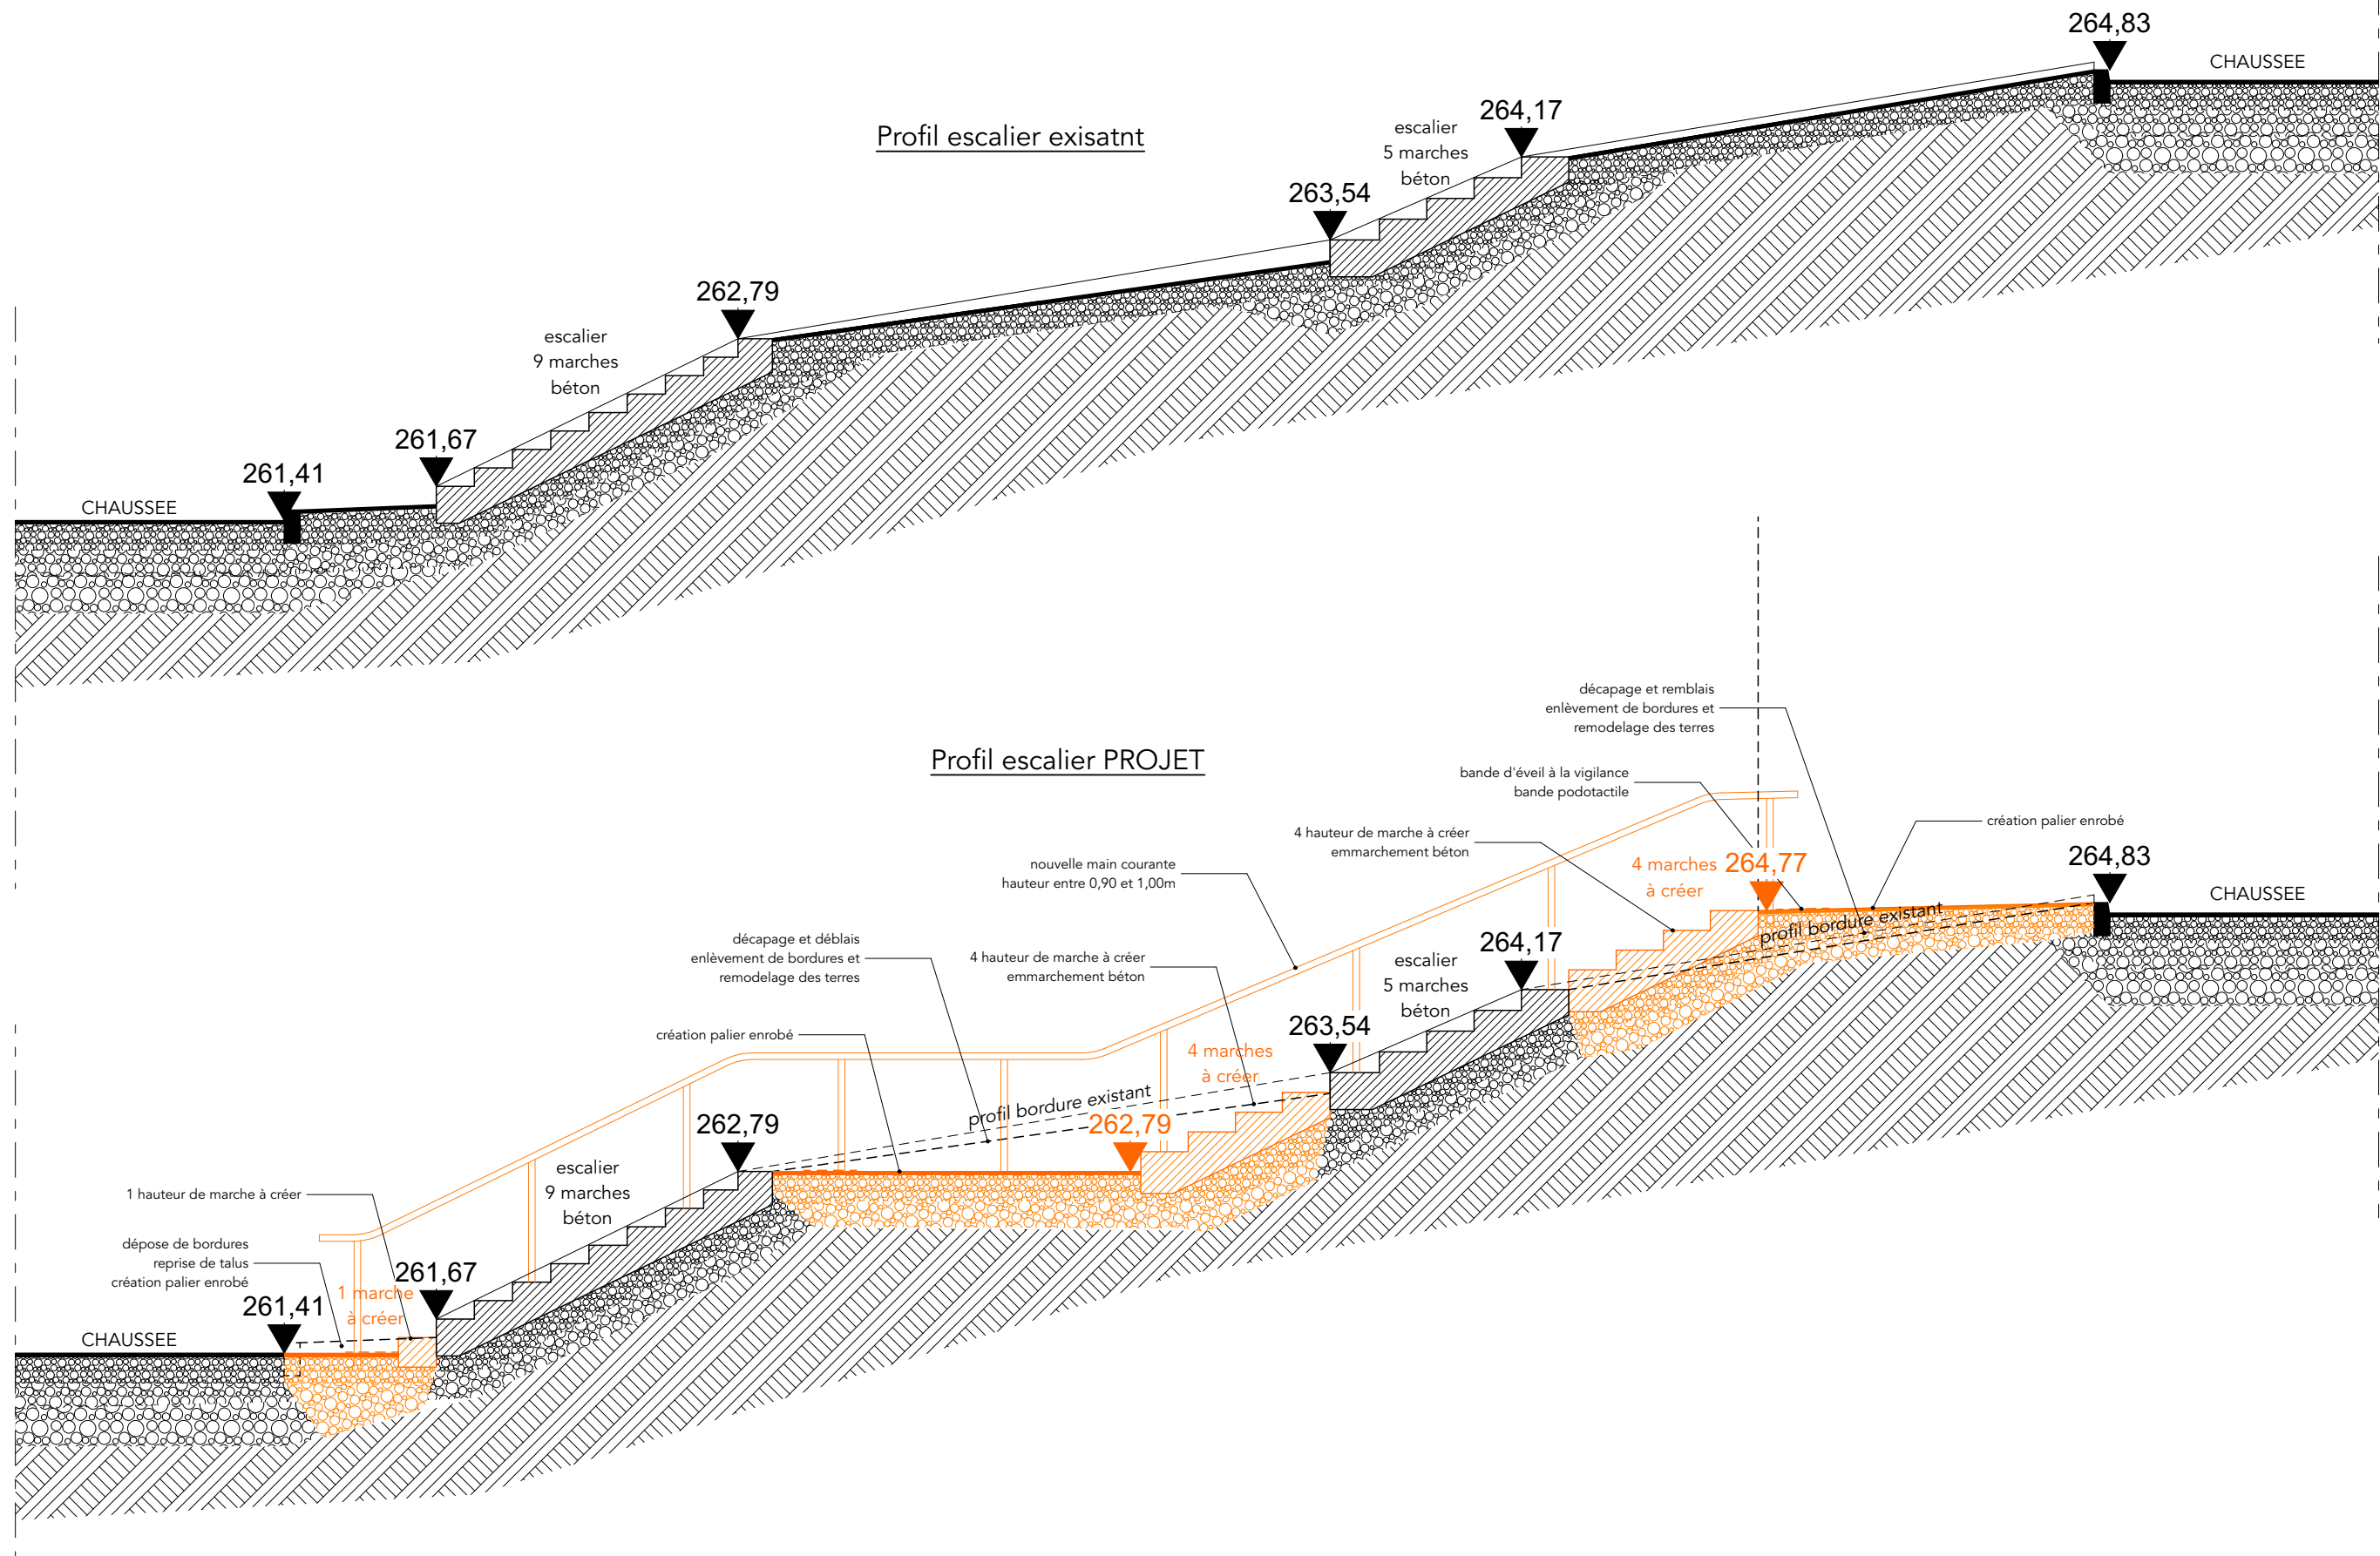 264,83
CHAUSSEE
Profil escalier exisatnt
escalier
5 marches
béton
264,17
263,54
262,79
escalier
9 marches
béton
261,67
261,41
CHAUSSEE
Profil escalier PROJET
décapage et remblais
enlèvement de bordures et
remodelage des terres
bande d'éveil à la vigilance
bande podotactile
4 hauteur de marche à créer
emmarchement béton
création palier enrobé
nouvelle main courante
hauteur entre 0,90 et 1,00m
4 marches
à créer
264,77
264,83
CHAUSSEE
profil bordure existant
décapage et déblais
enlèvement de bordures et
remodelage des terres
4 hauteur de marche à créer
emmarchement béton
264,17
escalier
5 marches
béton
263,54
création palier enrobé
4 marches
à créer
profil bordure existant
262,79
262,79
escalier
9 marches
béton
1 hauteur de marche à créer
dépose de bordures
reprise de talus
création palier enrobé
261,67
1 marche
à créer
261,41
CHAUSSEE